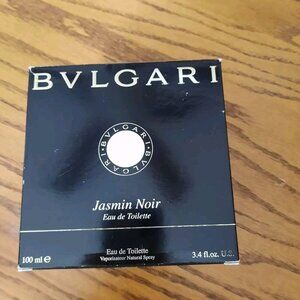 BVLGARI
BVLGARI·BVLGARI·
Jasmin Noir
Eau de Toilette
Eau de Toilette
Vaporisateur Natural Spray
100 ml ℮
3.4 fl.oz. U.S.